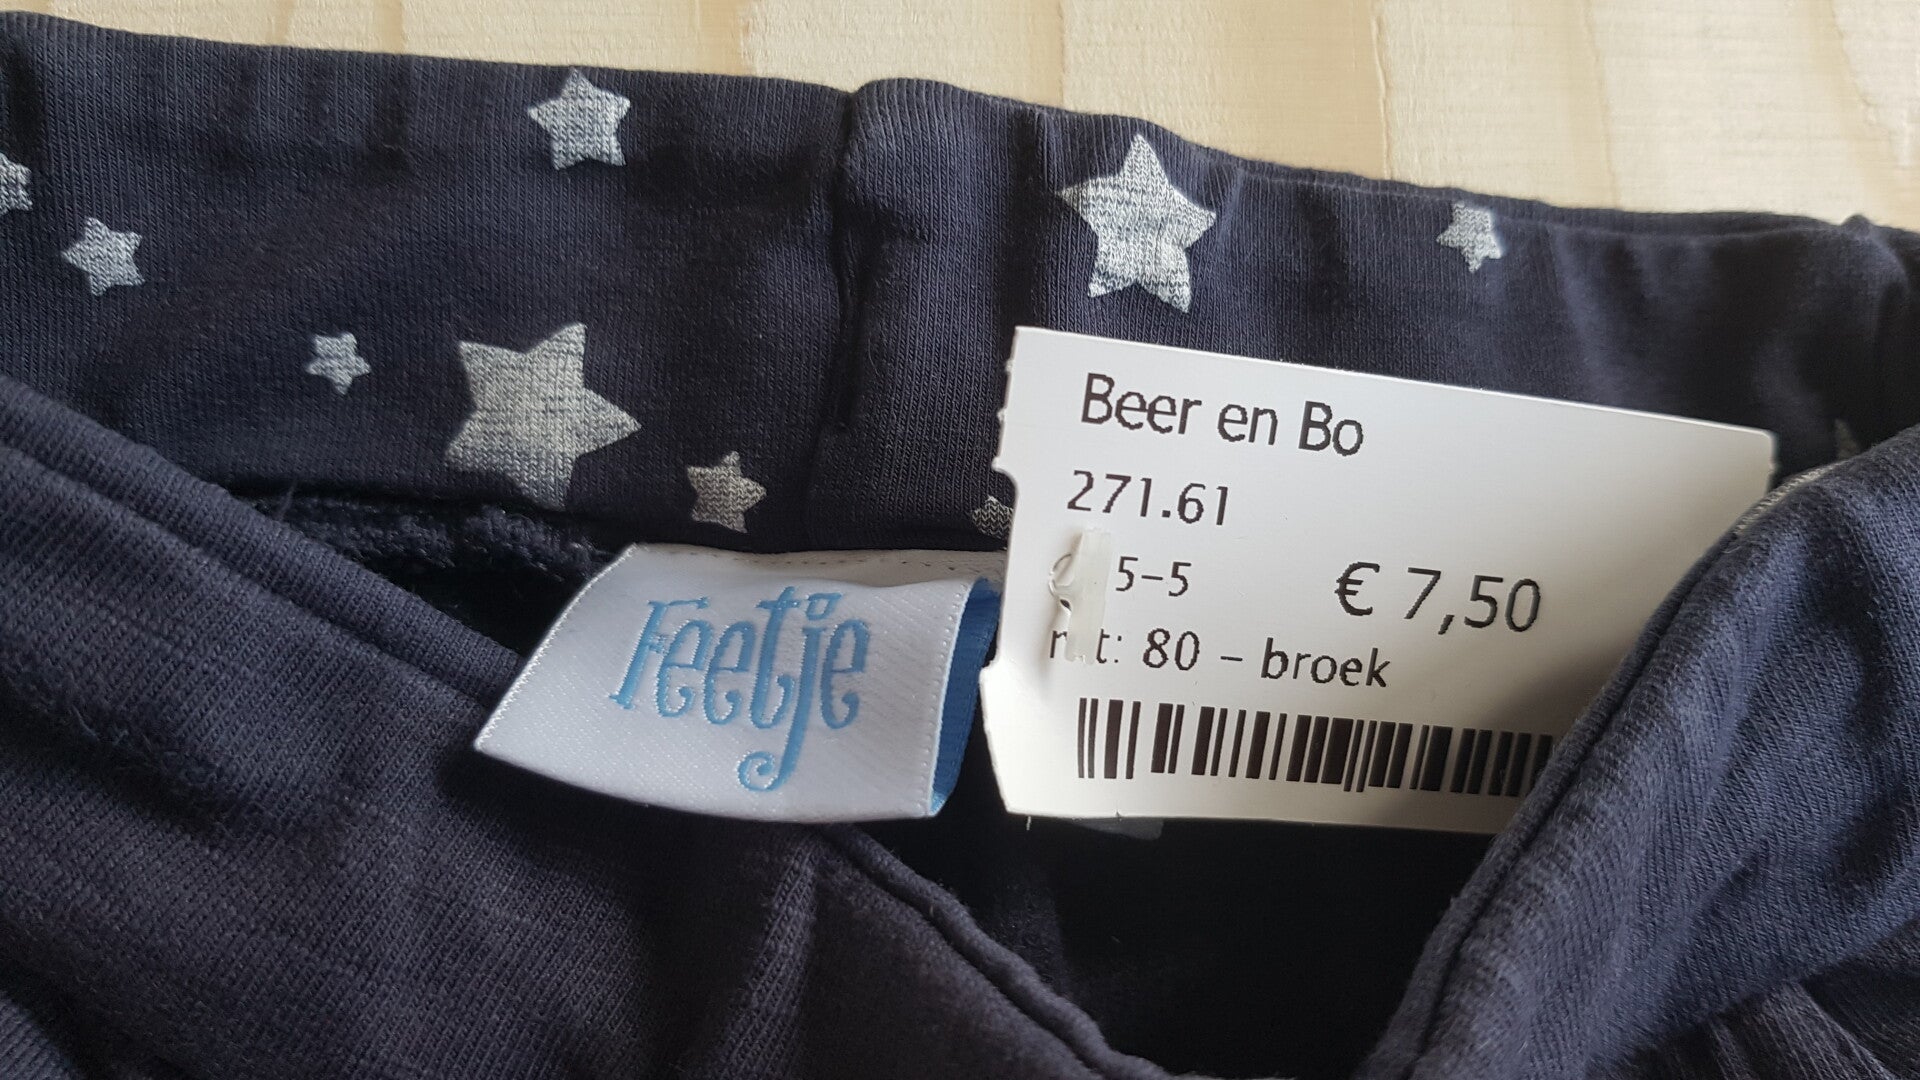 Beer en Bo
271.61
5-5 € 7,50
80 - broek
Feetje